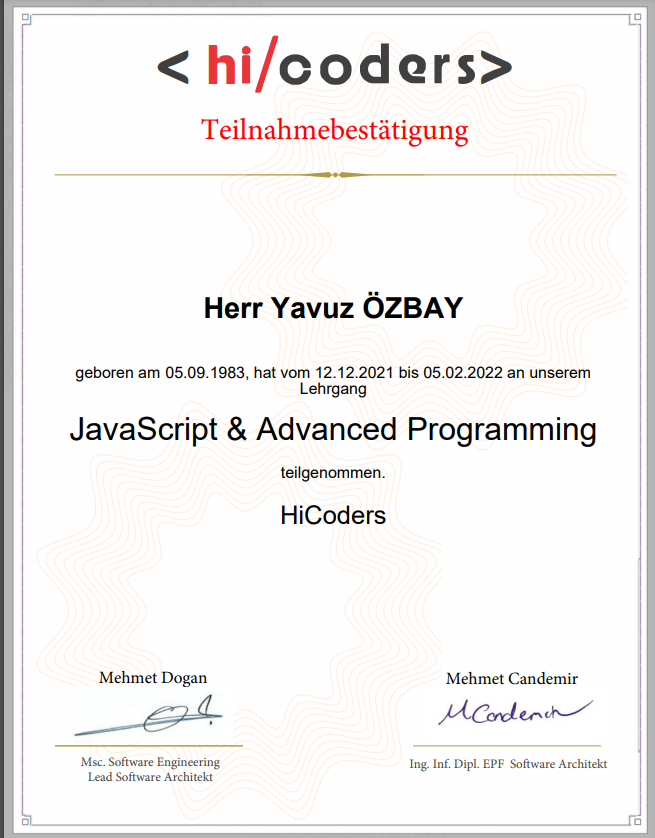 < hi/coders>
Teilnahmebestätigung
Herr Yavuz ÖZBAY
geboren am 05.09.1983, hat vom 12.12.2021 bis 05.02.2022 an unserem
Lehrgang
JavaScript & Advanced Programming
teilgenommen.
HiCoders
Mehmet Dogan
Msc. Software Engineering
Lead Software Architekt
Mehmet Candemir
MCandemir
Ing. Inf. Dipl. EPF Software Architekt